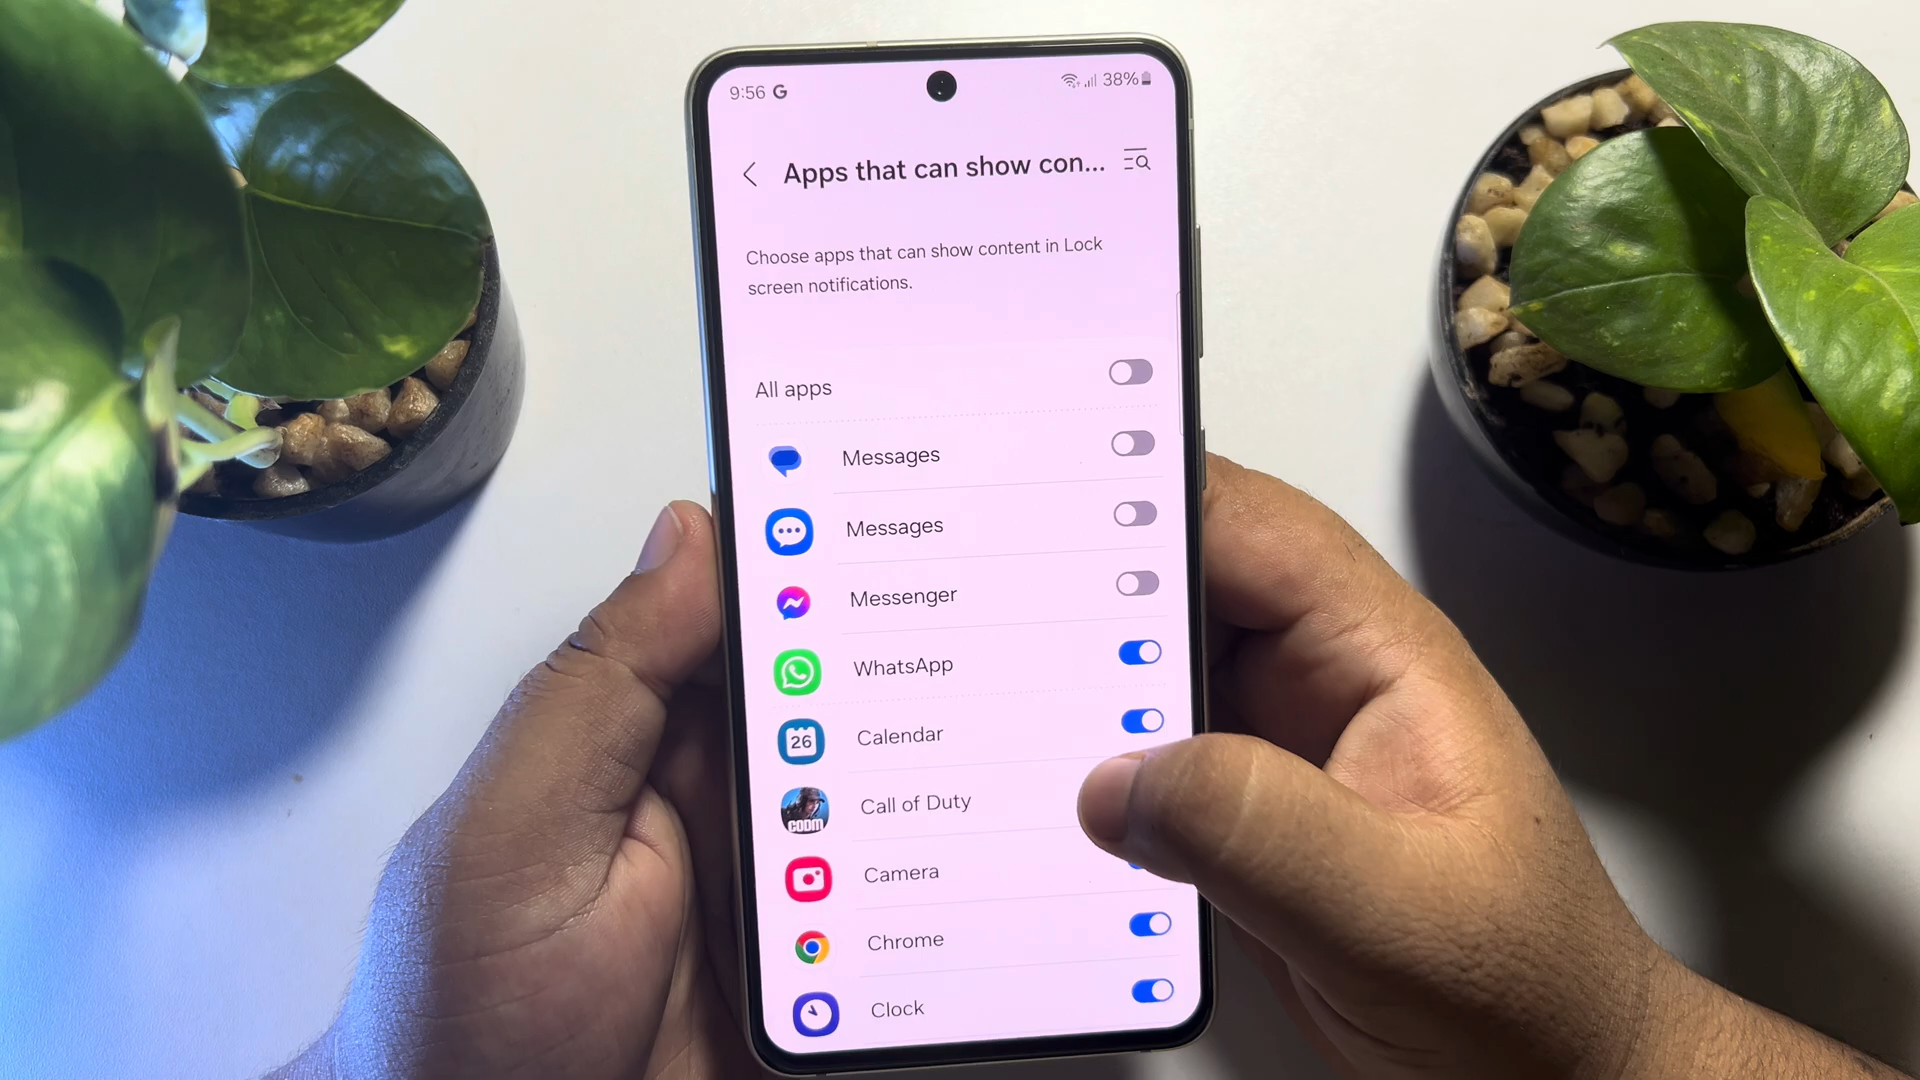 9:56 G 38%
Apps that can show con...
Choose apps that can show content in Lock
screen notifications.
All apps
Messages
Messages
Messenger
WhatsApp
26
Calendar
Call of Duty
CODM
Camera
Chrome
Clock